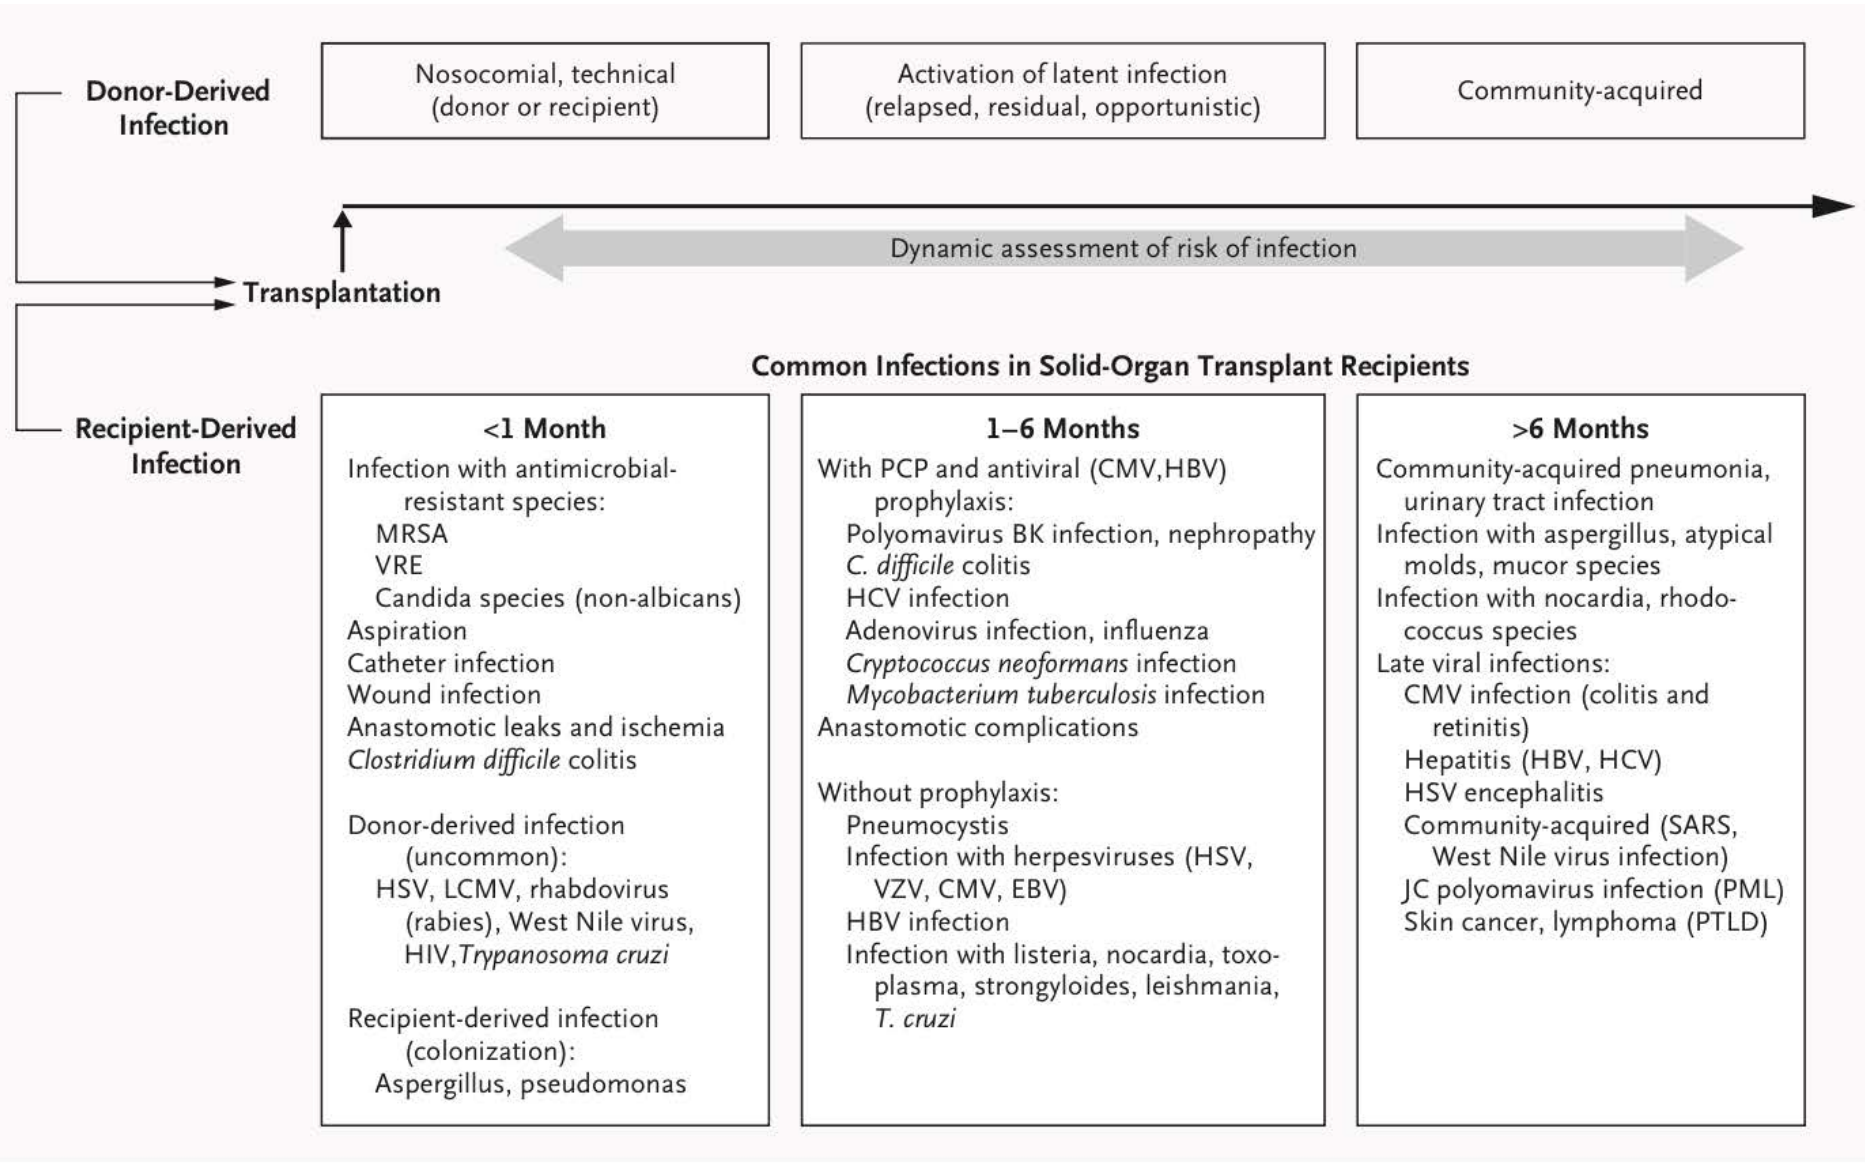 Donor-Derived
Infection
Nosocomial, technical
(donor or recipient)
Activation of latent infection
(relapsed, residual, opportunistic)
Community-acquired
Dynamic assessment of risk of infection
Transplantation
Common Infections in Solid-Organ Transplant Recipients
Recipient-Derived
Infection
<1 Month
Infection with antimicrobial-
resistant species:
MRSA
VRE
Candida species (non-albicans)
Aspiration
Catheter infection
Wound infection
Anastomotic leaks and ischemia
Clostridium difficile colitis
Donor-derived infection
(uncommon):
HSV, LCMV, rhabdovirus
(rabies), West Nile virus,
HIV,Trypanosoma cruzi
Recipient-derived infection
(colonization):
Aspergillus, pseudomonas
1–6 Months
With PCP and antiviral (CMV,HBV)
prophylaxis:
Polyomavirus BK infection, nephropathy
C. difficile colitis
HCV infection
Adenovirus infection, influenza
Cryptococcus neoformans infection
Mycobacterium tuberculosis infection
Anastomotic complications
Without prophylaxis:
Pneumocystis
Infection with herpesviruses (HSV,
VZV, CMV, EBV)
HBV infection
Infection with listeria, nocardia, toxo-
plasma, strongyloides, leishmania,
T. cruzi
>6 Months
Community-acquired pneumonia,
urinary tract infection
Infection with aspergillus, atypical
molds, mucor species
Infection with nocardia, rhodo-
coccus species
Late viral infections:
CMV infection (colitis and
retinitis)
Hepatitis (HBV, HCV)
HSV encephalitis
Community-acquired (SARS,
West Nile virus infection)
JC polyomavirus infection (PML)
Skin cancer, lymphoma (PTLD)